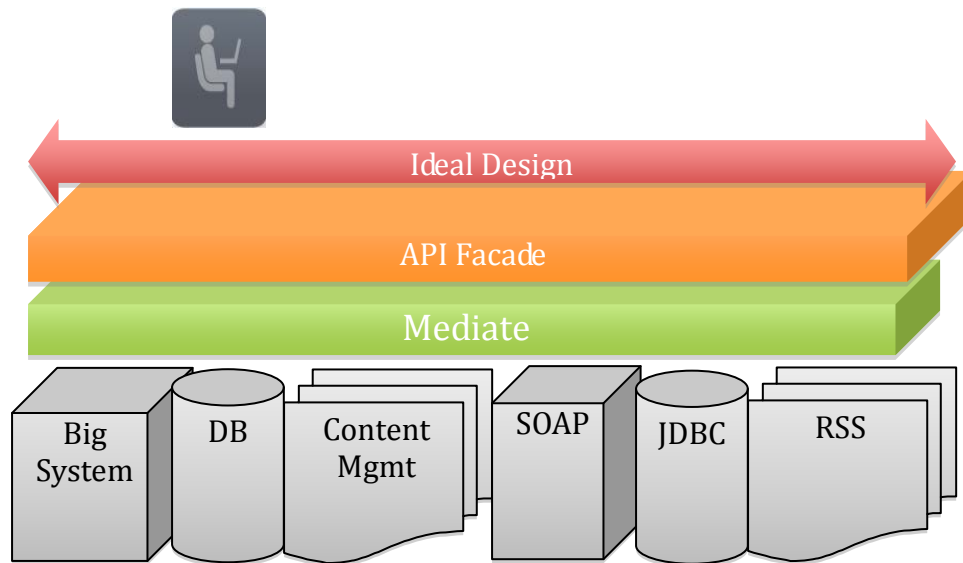 Ideal Design
API Facade
Mediate
Big
System
DB
Content
Mgmt
SOAP
JDBC
RSS